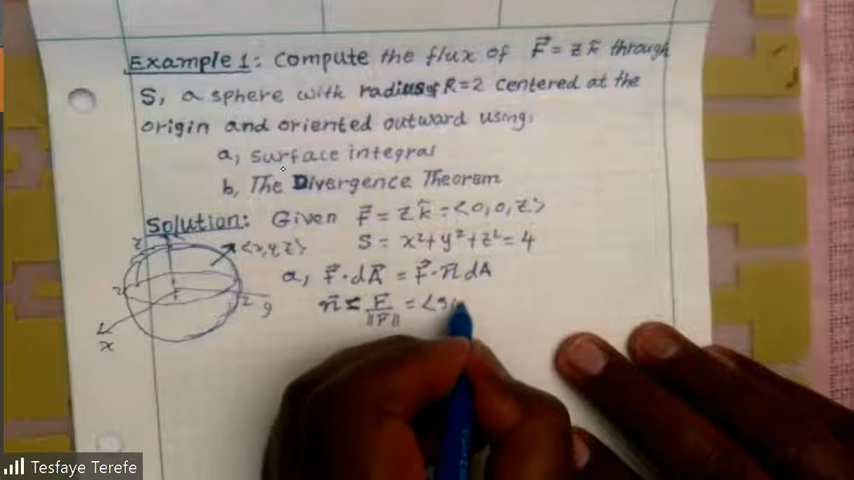 Example 1: Compute the flux of F⃗ = z k⃗ through
S, a sphere with radius of R=2 centered at the
origin and oriented outward using:
a, surface integral
b, The Divergence Theorem
Solution: Given F⃗ = z k⃗ = <0,0,z>
S = x²+y²+z² = 4
z
<x,y,z>
2
2
y
x
a, F⃗·dA⃗ = F⃗·n⃗ dA
Tesfaye Terefe